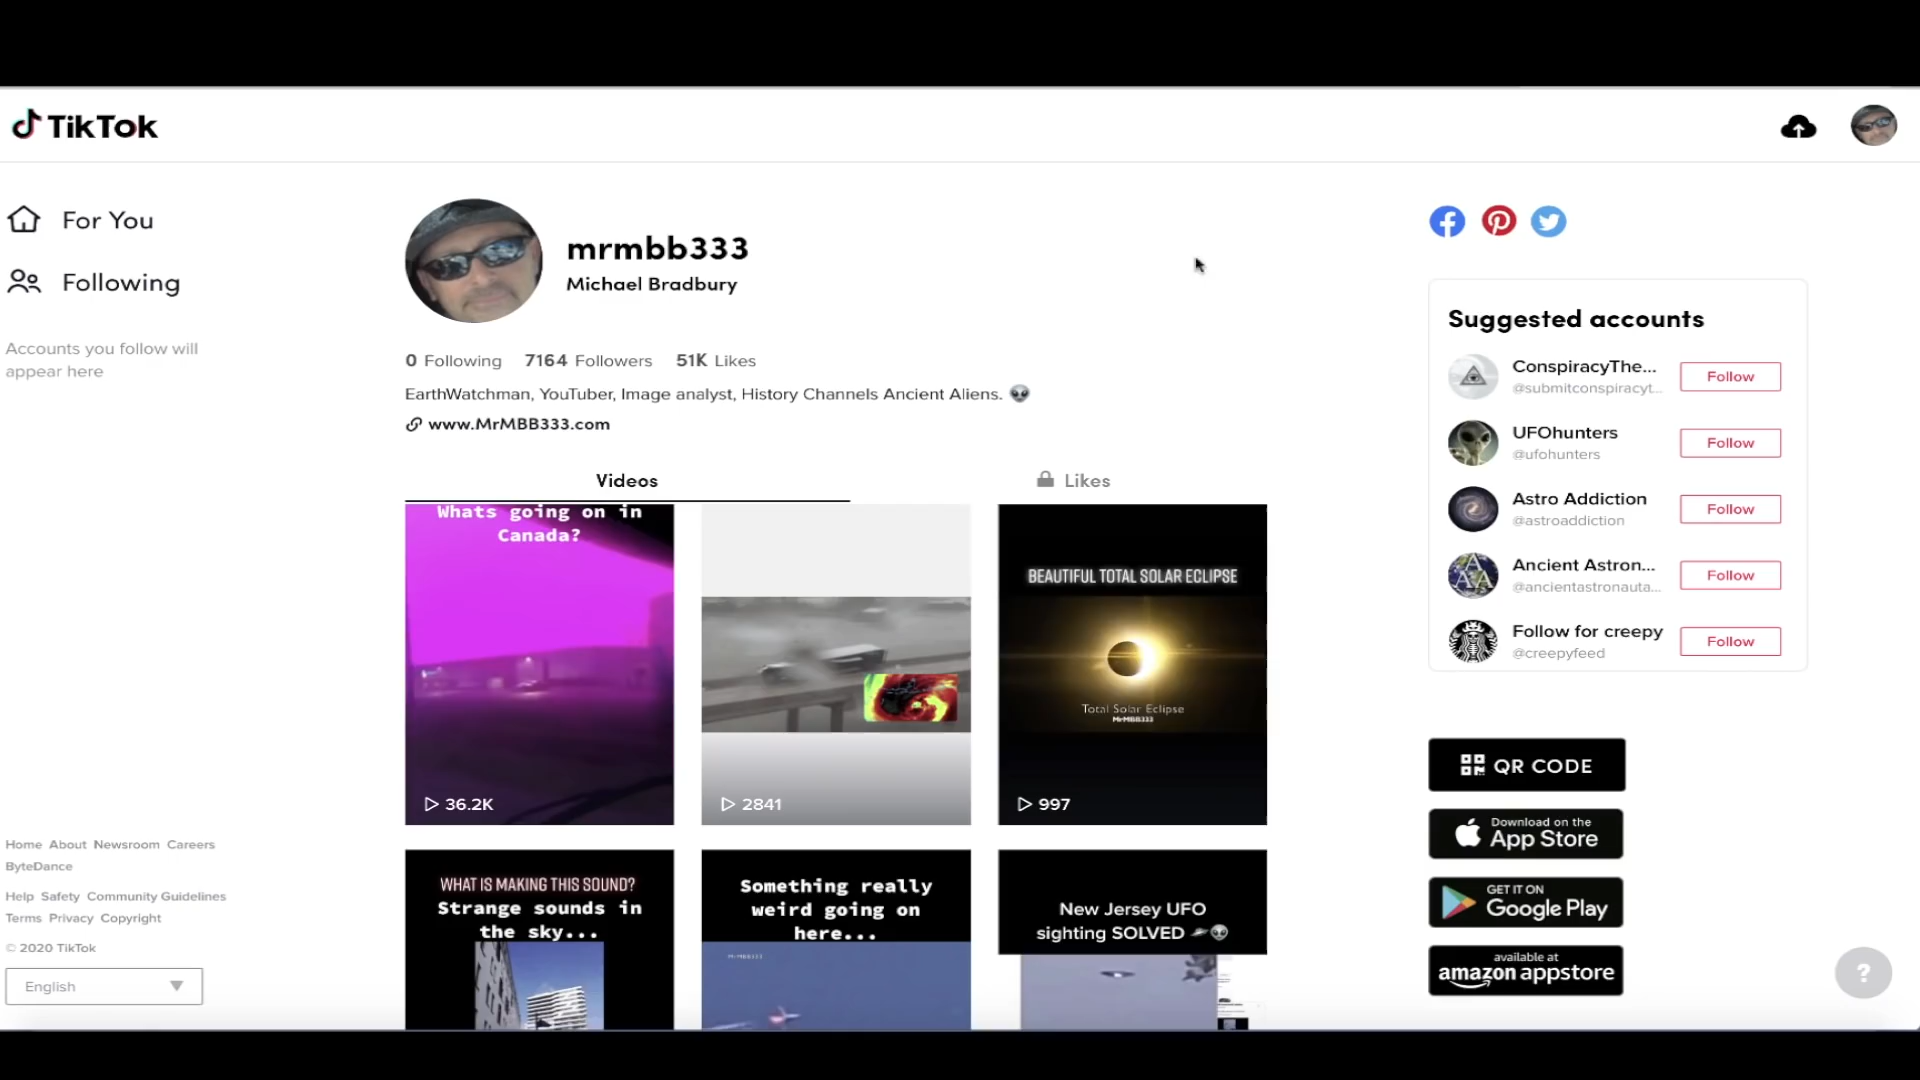 TikTok
For You
Following
Accounts you follow will
appear here
mrmbb333
Michael Bradbury
0 Following 7164 Followers 51K Likes
EarthWatchman, YouTuber, Image analyst, History Channels Ancient Aliens. 👽
www.MrMBB333.com
Videos
Likes
Whats going on in
Canada?
36.2K
2841
BEAUTIFUL TOTAL SOLAR ECLIPSE
Total Solar Eclipse
MrMBB333
997
WHAT IS MAKING THIS SOUND?
Strange sounds in
the sky...
Something really
weird going on
here...
MrMBB333
New Jersey UFO
sighting SOLVED 🪐👽
Suggested accounts
ConspiracyThe...
@submitconspiracyt...
Follow
UFOhunters
@ufohunters
Follow
Astro Addiction
@astroaddiction
Follow
Ancient Astron...
@ancientastronauta...
Follow
Follow for creepy
@creepyfeed
Follow
QR CODE
Download on the
App Store
GET IT ON
Google Play
available at
amazon appstore
Home About Newsroom Careers
ByteDance
Help Safety Community Guidelines
Terms Privacy Copyright
© 2020 TikTok
English
?